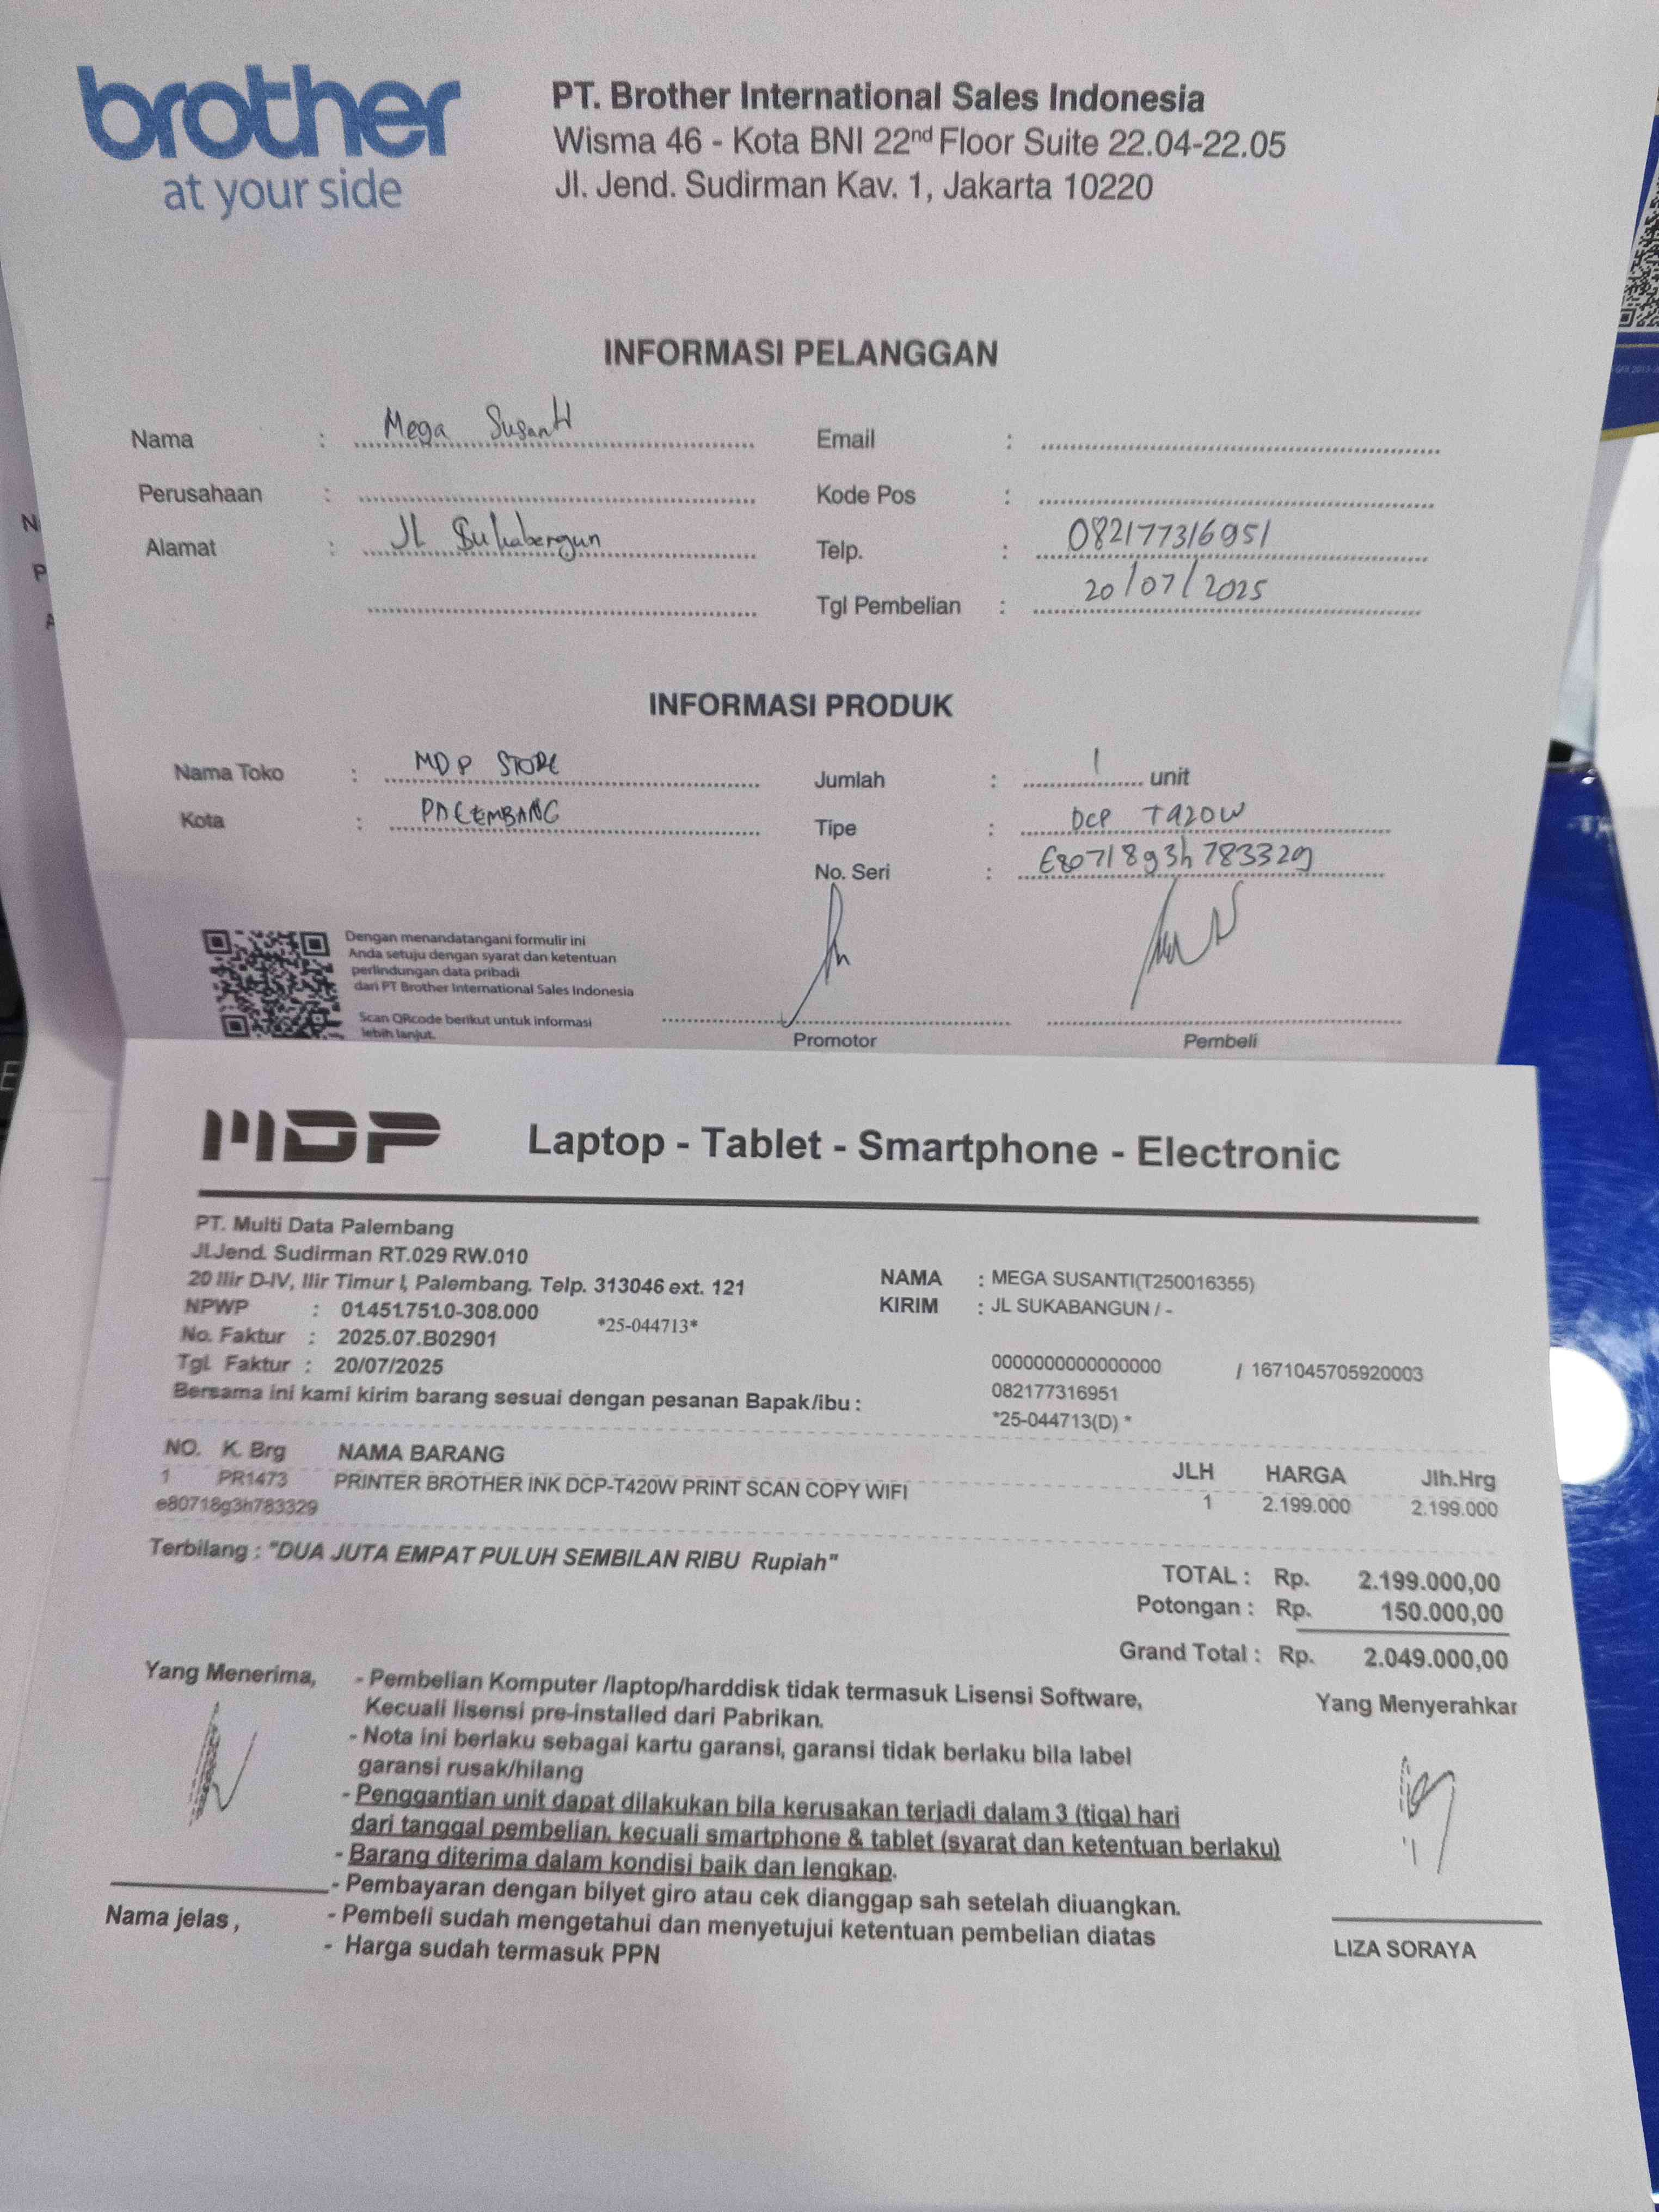 brother
at your side
PT. Brother International Sales Indonesia
Wisma 46 - Kota BNI 22nd Floor Suite 22.04-22.05
Jl. Jend. Sudirman Kav. 1, Jakarta 10220
INFORMASI PELANGGAN
Nama : Mega Susanti
Email :
Perusahaan :
Kode Pos :
Alamat : JL Sukabangun
Telp. : 082177316951
Tgl Pembelian : 20/07/2025
INFORMASI PRODUK
Nama Toko : MDP STORE
Jumlah : 1 unit
Kota : PALEMBANG
Tipe : DCP T420W
No. Seri : E80718g3h783329
Dengan menandatangani formulir ini
Anda setuju dengan syarat dan ketentuan
perlindungan data pribadi
dari PT Brother International Sales Indonesia
Scan QRcode berikut untuk informasi
lebih lanjut.
Promotor
Pembeli
MDP
Laptop - Tablet - Smartphone - Electronic
PT. Multi Data Palembang
Jl.Jend. Sudirman RT.029 RW.010
20 Ilir D-IV, Ilir Timur I, Palembang. Telp. 313046 ext. 121
NPWP : 01.451.751.0-308.000
*25-044713*
No. Faktur : 2025.07.B02901
Tgl. Faktur : 20/07/2025
Bersama ini kami kirim barang sesuai dengan pesanan Bapak/ibu :
NAMA : MEGA SUSANTI(T250016355)
KIRIM : JL SUKABANGUN / -
0000000000000000 / 1671045705920003
082177316951
*25-044713(D) *
NO. K. Brg NAMA BARANG JLH HARGA Jlh.Hrg
1 PR1473 PRINTER BROTHER INK DCP-T420W PRINT SCAN COPY WIFI 1 2.199.000 2.199.000
e80718g3h783329
Terbilang : "DUA JUTA EMPAT PULUH SEMBILAN RIBU Rupiah"
TOTAL : Rp. 2.199.000,00
Potongan : Rp. 150.000,00
Grand Total : Rp. 2.049.000,00
Yang Menerima,
- Pembelian Komputer /laptop/harddisk tidak termasuk Lisensi Software,
Kecuali lisensi pre-installed dari Pabrikan.
- Nota ini berlaku sebagai kartu garansi, garansi tidak berlaku bila label
garansi rusak/hilang
- Penggantian unit dapat dilakukan bila kerusakan terjadi dalam 3 (tiga) hari
dari tanggal pembelian, kecuali smartphone & tablet (syarat dan ketentuan berlaku)
- Barang diterima dalam kondisi baik dan lengkap.
- Pembayaran dengan bilyet giro atau cek dianggap sah setelah diuangkan.
- Pembeli sudah mengetahui dan menyetujui ketentuan pembelian diatas
- Harga sudah termasuk PPN
Yang Menyerahkar
Nama jelas ,
LIZA SORAYA